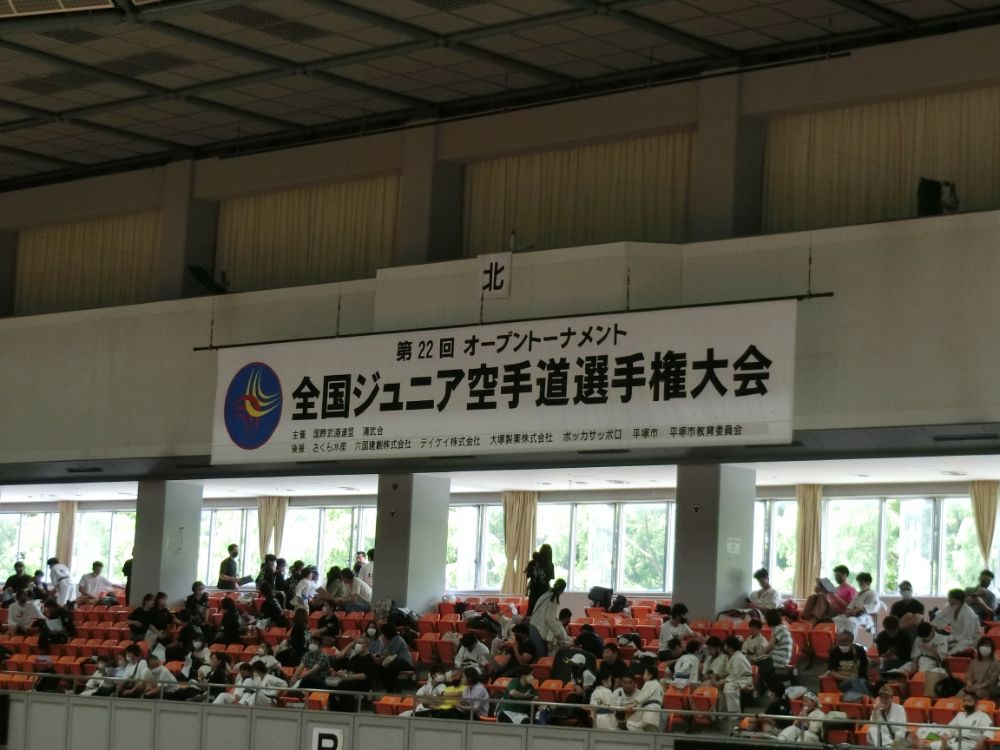 北
第22回 オープントーナメント
全国ジュニア空手道選手権大会
主催 国際武道連盟 清武会
後援 さくら水産 六国建創株式会社 テイケイ株式会社 大塚製薬株式会社 ポッカサッポロ 平塚市 平塚市教育委員会